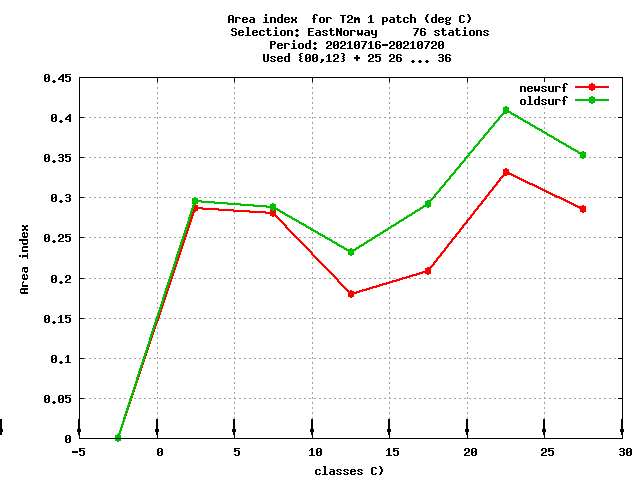 Area index  for T2m 1 patch (deg C)
Selection: EastNorway     76 stations
Period: 20210716-20210720
Used {00,12} + 25 26 ... 36
newsurf
oldsurf
0.45
0.4
0.35
0.3
0.25
0.2
0.15
0.1
0.05
0
Area index
-5 0 5 10 15 20 25 30
classes C)